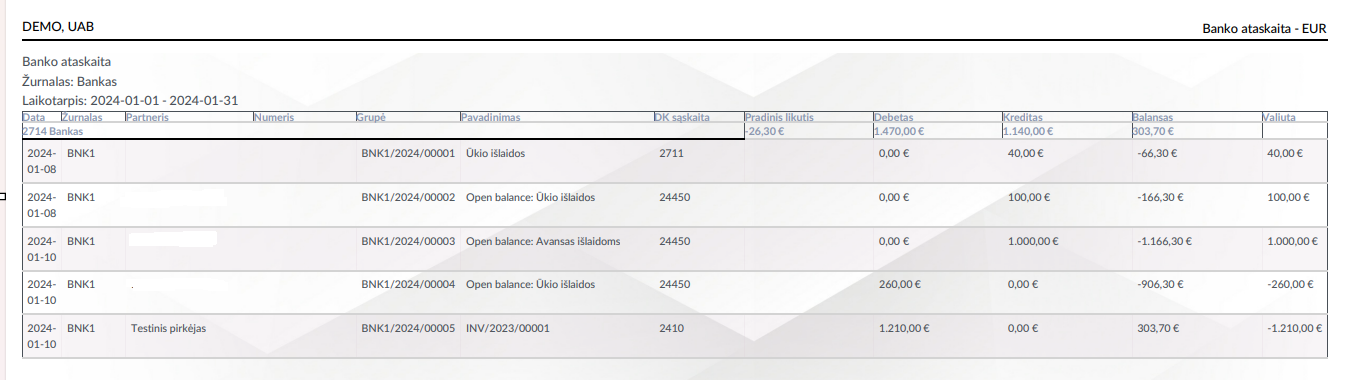 DEMO, UAB
Banko ataskaita - EUR
Banko ataskaita
Žurnalas: Bankas
Laikotarpis: 2024-01-01 - 2024-01-31
Data Žurnalas Partneris Numeris Grupė Pavadinimas DK sąskaita Pradinis likutis Debetas Kreditas Balansas Valiuta
2714 Bankas -26,30 € 1.470,00 € 1.140,00 € 303,70 €
2024-01-08 BNK1 BNK1/2024/00001 Ūkio išlaidos 2711 0,00 € 40,00 € -66,30 € 40,00 €
2024-01-08 BNK1 BNK1/2024/00002 Open balance: Ūkio išlaidos 24450 0,00 € 100,00 € -166,30 € 100,00 €
2024-01-10 BNK1 BNK1/2024/00003 Open balance: Avansas išlaidoms 24450 0,00 € 1.000,00 € -1.166,30 € 1.000,00 €
2024-01-10 BNK1 . BNK1/2024/00004 Open balance: Ūkio išlaidos 24450 260,00 € 0,00 € -906,30 € -260,00 €
2024-01-10 BNK1 Testinis pirkėjas BNK1/2024/00005 INV/2023/00001 2410 1.210,00 € 0,00 € 303,70 € -1.210,00 €